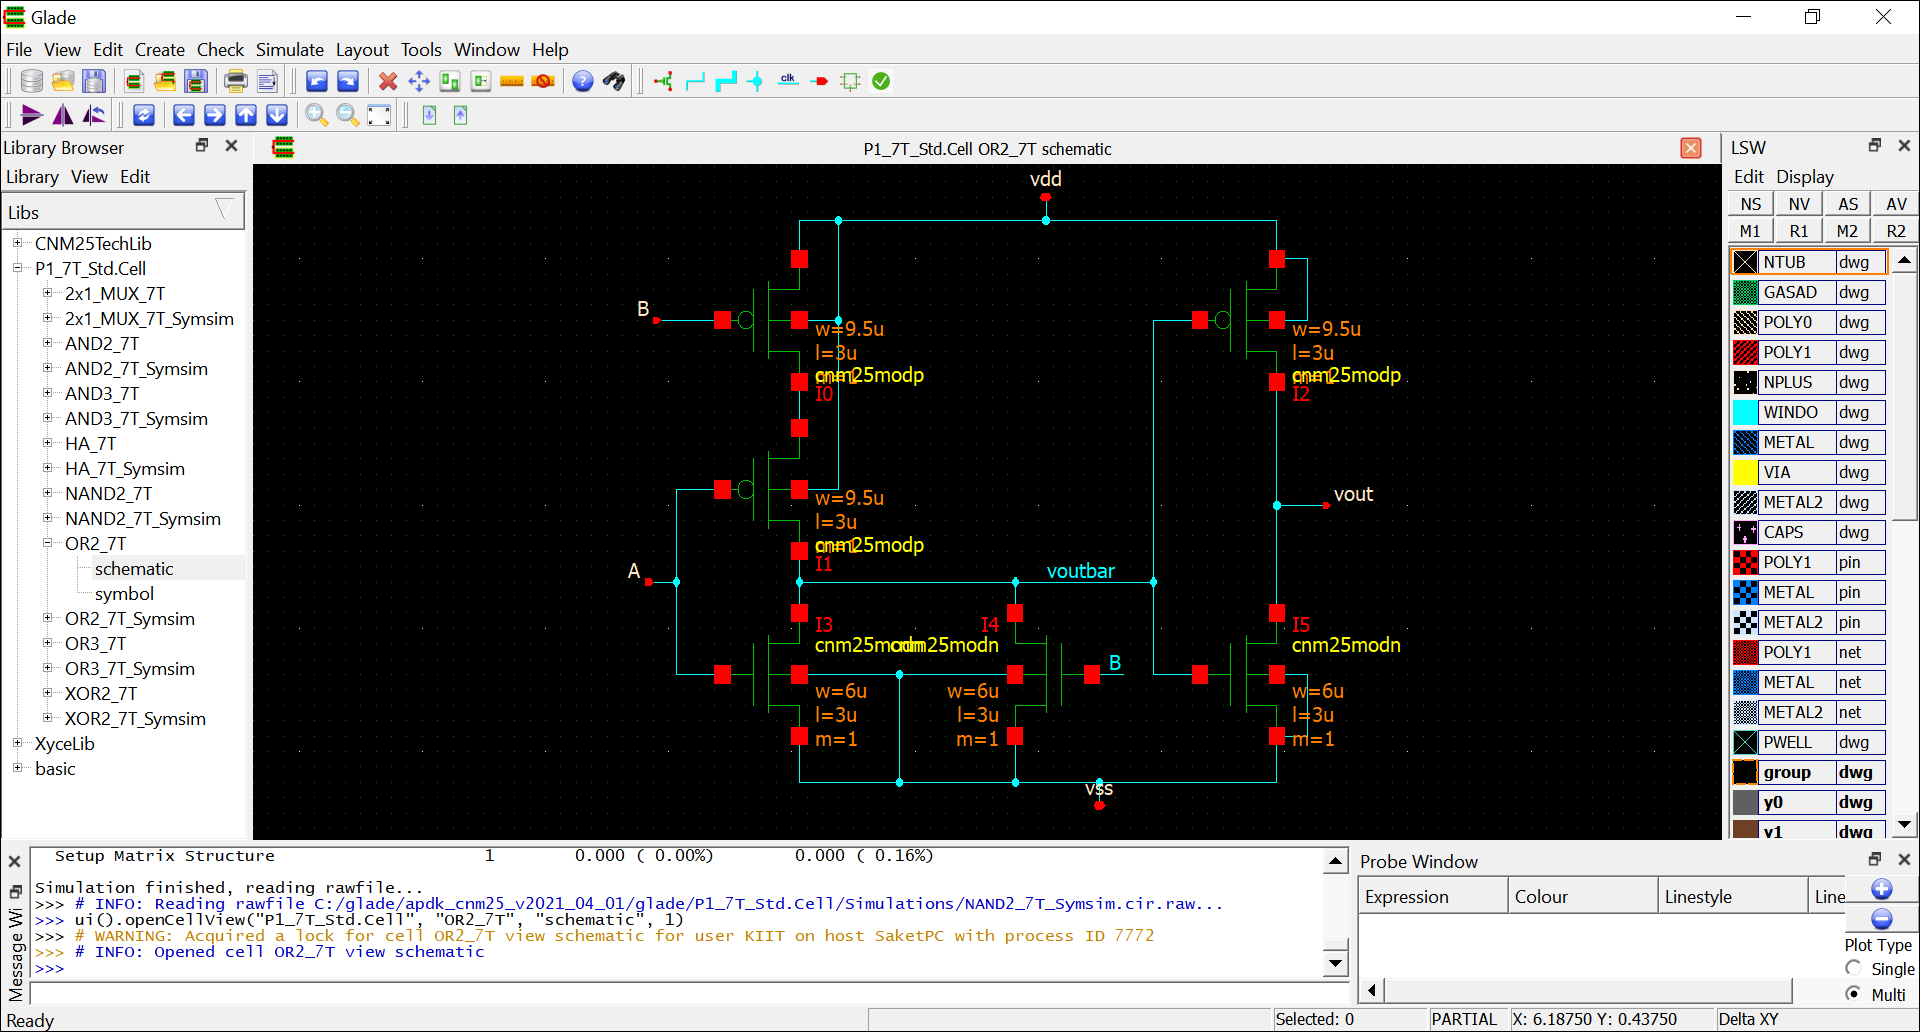 Glade
File View Edit Create Check Simulate Layout Tools Window Help
clk
Library Browser
Library View Edit
Libs
CNM25TechLib
P1_7T_Std.Cell
2x1_MUX_7T
2x1_MUX_7T_Symsim
AND2_7T
AND2_7T_Symsim
AND3_7T
AND3_7T_Symsim
HA_7T
HA_7T_Symsim
NAND2_7T
NAND2_7T_Symsim
OR2_7T
schematic
symbol
OR2_7T_Symsim
OR3_7T
OR3_7T_Symsim
XOR2_7T
XOR2_7T_Symsim
XyceLib
basic
P1_7T_Std.Cell OR2_7T schematic
vdd
B
w=9.5u
l=3u
cnm25modp
I0
w=9.5u
l=3u
cnm25modp
I2
w=9.5u
l=3u
cnm25modp
I1
vout
A
voutbar
I3
cnm25modn
w=6u
l=3u
m=1
I4
cnm25modn
B
w=6u
l=3u
m=1
I5
cnm25modn
w=6u
l=3u
m=1
vss
LSW
Edit Display
NS NV AS AV
M1 R1 M2 R2
NTUB dwg
GASAD dwg
POLY0 dwg
POLY1 dwg
NPLUS dwg
WINDO dwg
METAL dwg
VIA dwg
METAL2 dwg
CAPS dwg
POLY1 pin
METAL pin
METAL2 pin
POLY1 net
METAL net
METAL2 net
PWELL dwg
group dwg
y0 dwg
y1 dwg
Message Wi
Setup Matrix Structure 1 0.000 ( 0.00%) 0.000 ( 0.16%)
Simulation finished, reading rawfile...
>>> # INFO: Reading rawfile C:/glade/apdk_cnm25_v2021_04_01/glade/P1_7T_Std.Cell/Simulations/NAND2_7T_Symsim.cir.raw...
>>> ui().openCellView("P1_7T_Std.Cell", "OR2_7T", "schematic", 1)
>>> # WARNING: Acquired a lock for cell OR2_7T view schematic for user KIIT on host SaketPC with process ID 7772
>>> # INFO: Opened cell OR2_7T view schematic
>>>
Probe Window
Expression Colour Linestyle Line
Plot Type
Single
Multi
Ready
Selected: 0 PARTIAL X: 6.18750 Y: 0.43750 Delta XY